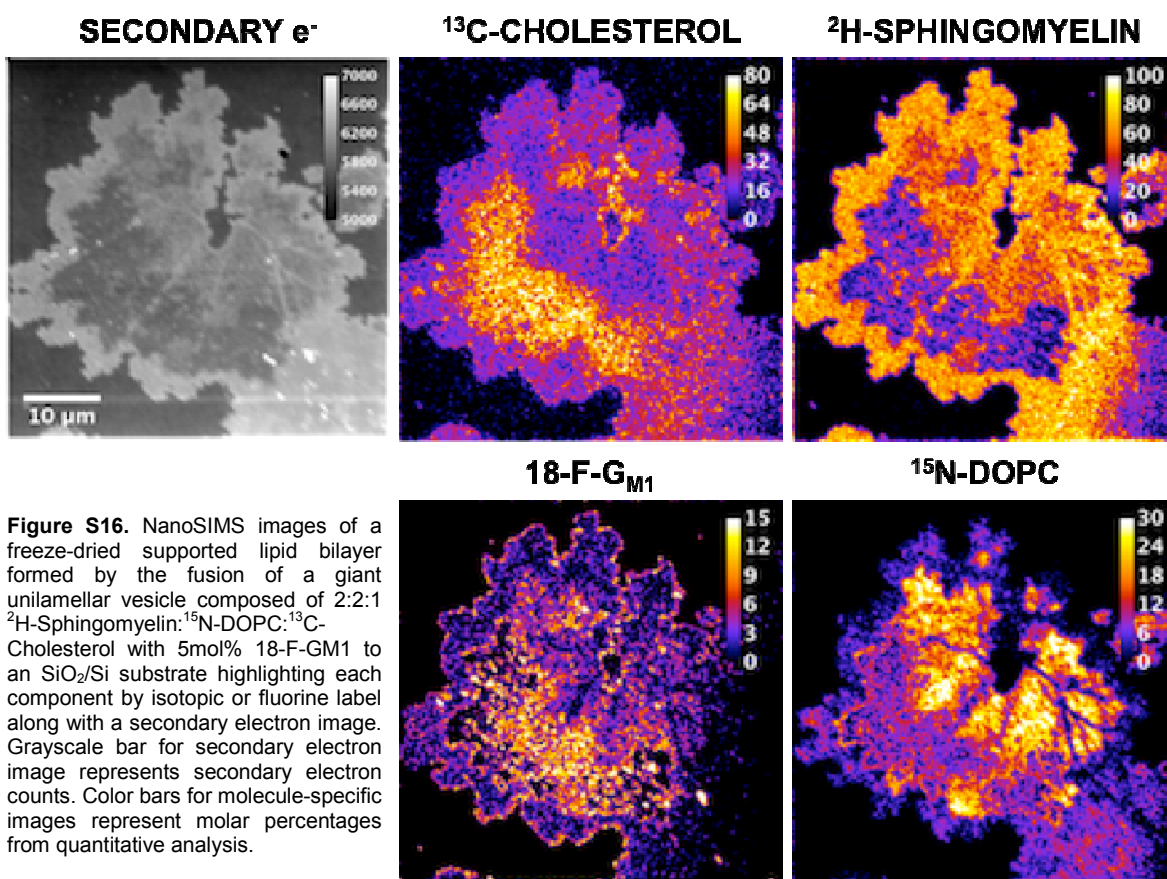 SECONDARY e-
¹³C-CHOLESTEROL
²H-SPHINGOMYELIN
7000
6600
6200
5800
5400
5000
10 µm
80
64
48
32
16
0
100
80
60
40
20
0
18-F-G_M1
¹⁵N-DOPC
15
12
9
6
3
0
30
24
18
12
6
0
Figure S16. NanoSIMS images of a
freeze-dried supported lipid bilayer
formed by the fusion of a giant
unilamellar vesicle composed of 2:2:1
²H-Sphingomyelin:¹⁵N-DOPC:¹³C-
Cholesterol with 5mol% 18-F-GM1 to
an SiO₂/Si substrate highlighting each
component by isotopic or fluorine label
along with a secondary electron image.
Grayscale bar for secondary electron
image represents secondary electron
counts. Color bars for molecule-specific
images represent molar percentages
from quantitative analysis.